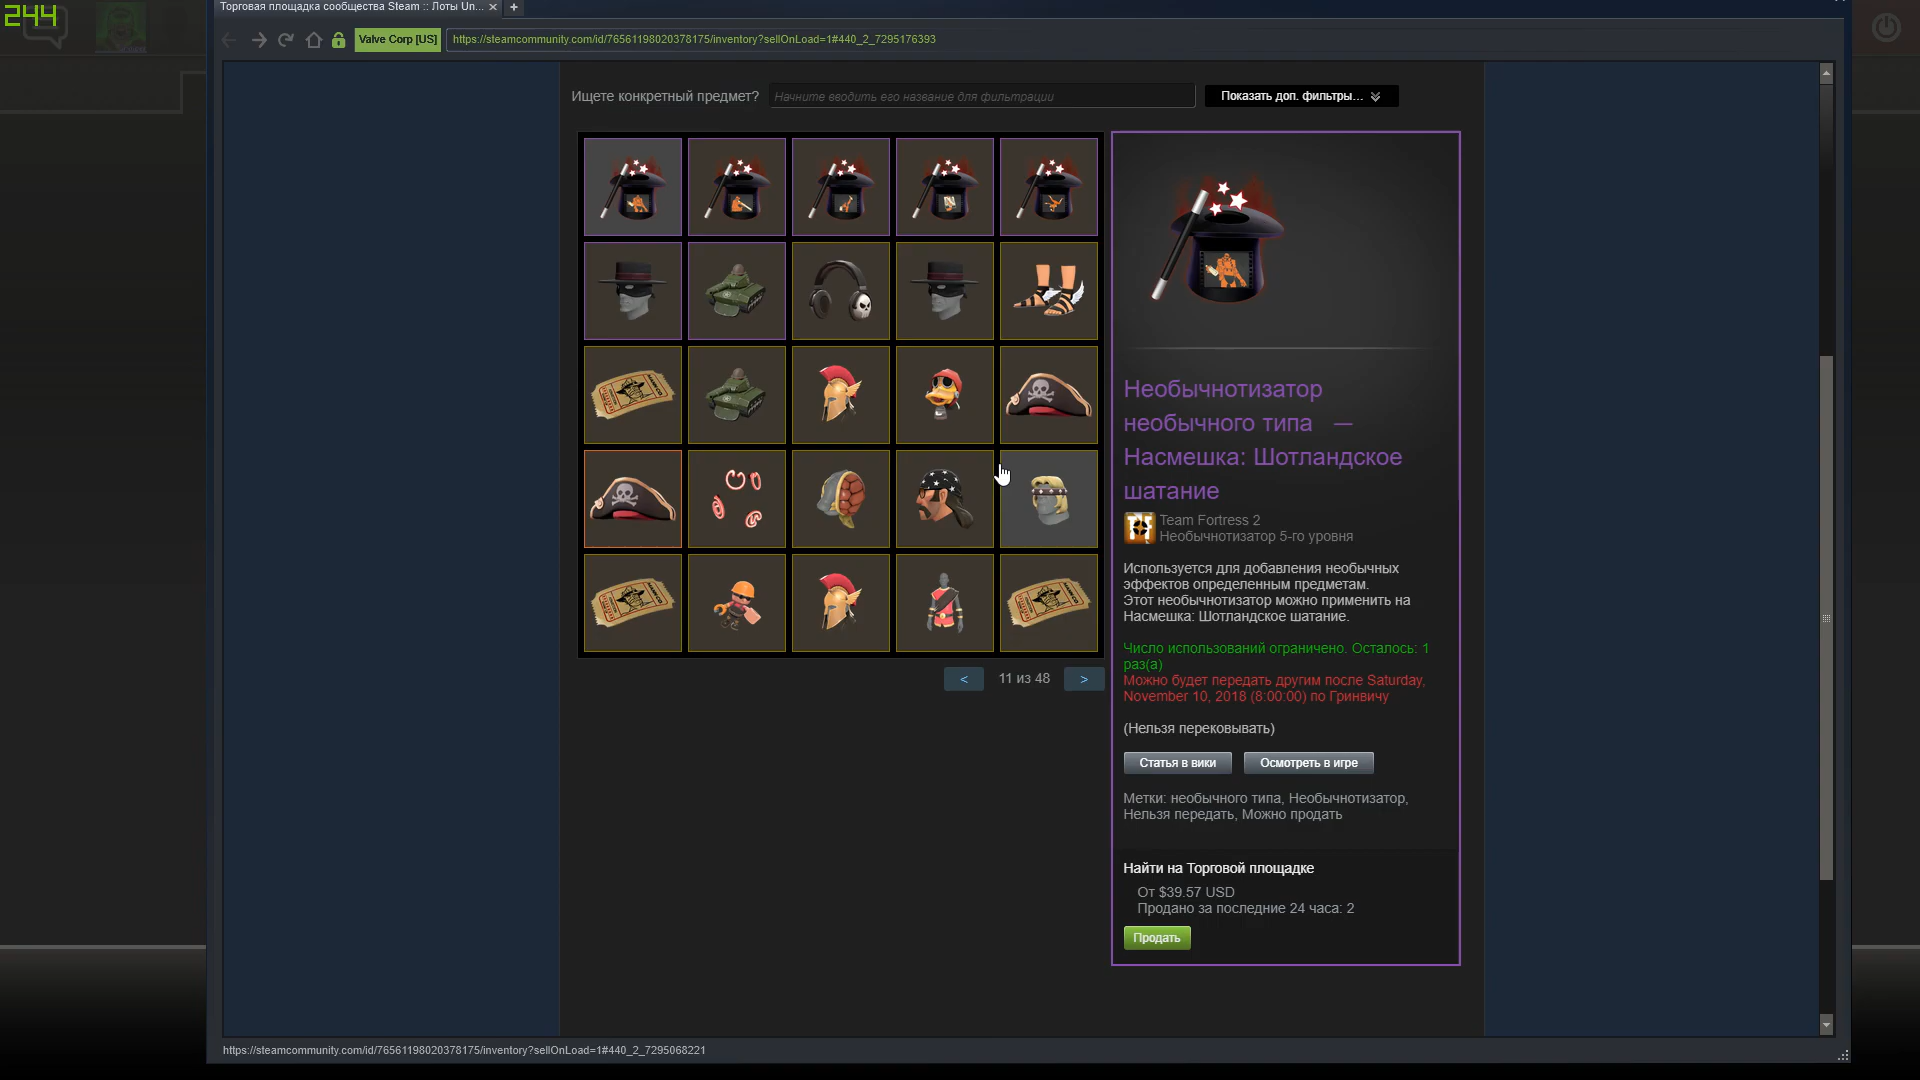 244
Торговая площадка сообщества Steam :: Лоты Un...
Valve Corp [US]
https://steamcommunity.com/id/76561198020378175/inventory?sellOnLoad=1#440_2_7295176393
Ищете конкретный предмет?
Начните вводить его название для фильтрации
Показать доп. фильтры...
Необычнотизатор
необычного типа —
Насмешка: Шотландское
шатание
Team Fortress 2
Необычнотизатор 5-го уровня
Используется для добавления необычных
эффектов определенным предметам.
Этот необычнотизатор можно применить на
Насмешка: Шотландское шатание.
Число использований ограничено. Осталось: 1
раз(а)
Можно будет передать другим после Saturday,
November 10, 2018 (8:00:00) по Гринвичу
(Нельзя перековывать)
Статья в вики
Осмотреть в игре
Метки: необычного типа, Необычнотизатор,
Нельзя передать, Можно продать
Найти на Торговой площадке
От $39.57 USD
Продано за последние 24 часа: 2
Продать
< 11 из 48 >
https://steamcommunity.com/id/76561198020378175/inventory?sellOnLoad=1#440_2_7295068221